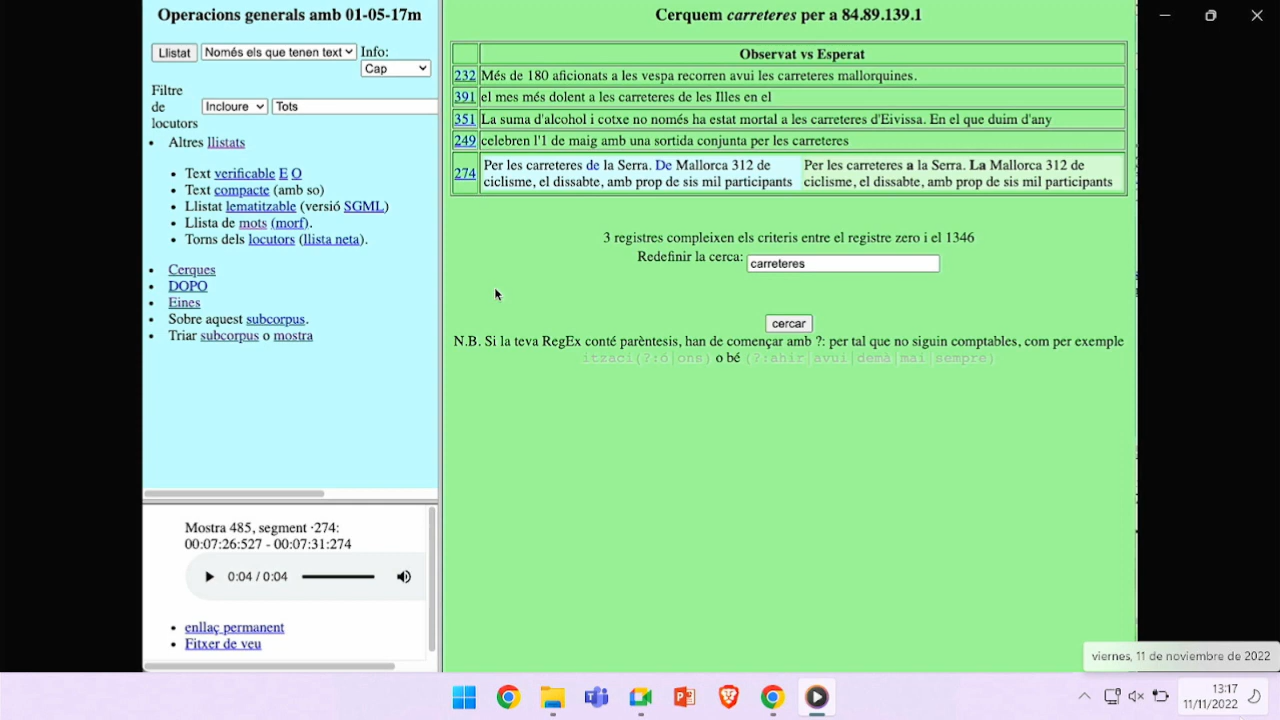 Operacions generals amb 01-05-17m
Llistat Només els que tenen text Info:
Cap
Filtre
de Incloure Tots
locutors
• Altres llistats
• Text verificable E O
• Text compacte (amb so)
• Llistat lematitzable (versió SGML)
• Llista de mots (morf).
• Torns dels locutors (llista neta).
• Cerques
• DOPO
• Eines
• Sobre aquest subcorpus.
• Triar subcorpus o mostra
Mostra 485, segment ·274:
00:07:26:527 - 00:07:31:274
0:04 / 0:04
• enllaç permanent
• Fitxer de veu
Cerquem carreteres per a 84.89.139.1
Observat vs Esperat
232 Més de 180 aficionats a les vespa recorren avui les carreteres mallorquines.
391 el mes més dolent a les carreteres de les Illes en el
351 La suma d'alcohol i cotxe no només ha estat mortal a les carreteres d'Eivissa. En el que duim d'any
249 celebren l'1 de maig amb una sortida conjunta per les carreteres
274 Per les carreteres de la Serra. De Mallorca 312 de
ciclisme, el dissabte, amb prop de sis mil participants
Per les carreteres a la Serra. La Mallorca 312 de
ciclisme, el dissabte, amb prop de sis mil participants
3 registres compleixen els criteris entre el registre zero i el 1346
Redefinir la cerca: carreteres
cercar
N.B. Si la teva RegEx conté parèntesis, han de començar amb ?: per tal que no siguin comptables, com per exemple
itzaci(?:ó|ons) o bé (?:ahir|avui|demà|mai|sempre)
viernes, 11 de noviembre de 2022
13:17
11/11/2022